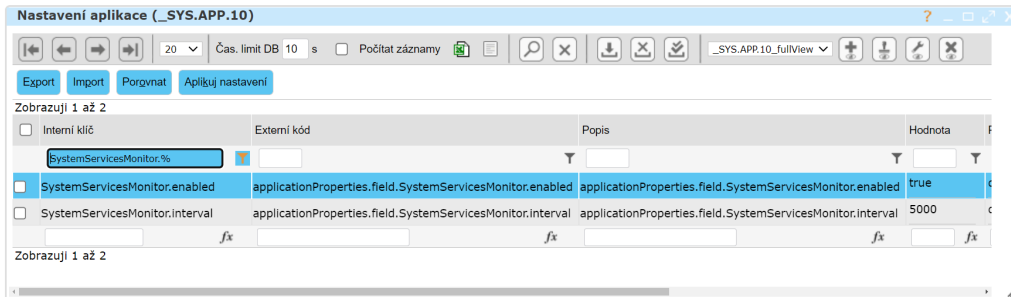 Nastavení aplikace (_SYS.APP.10) ?
20 Čas. limit DB 10 s Počítat záznamy _SYS.APP.10_fullView
Export Import Porovnat Aplikuj nastavení
Zobrazuji 1 až 2
Interní klíč Externí kód Popis Hodnota
SystemServicesMonitor.%
SystemServicesMonitor.enabled applicationProperties.field.SystemServicesMonitor.enabled applicationProperties.field.SystemServicesMonitor.enabled true
SystemServicesMonitor.interval applicationProperties.field.SystemServicesMonitor.interval applicationProperties.field.SystemServicesMonitor.interval 5000
fx fx fx fx
Zobrazuji 1 až 2